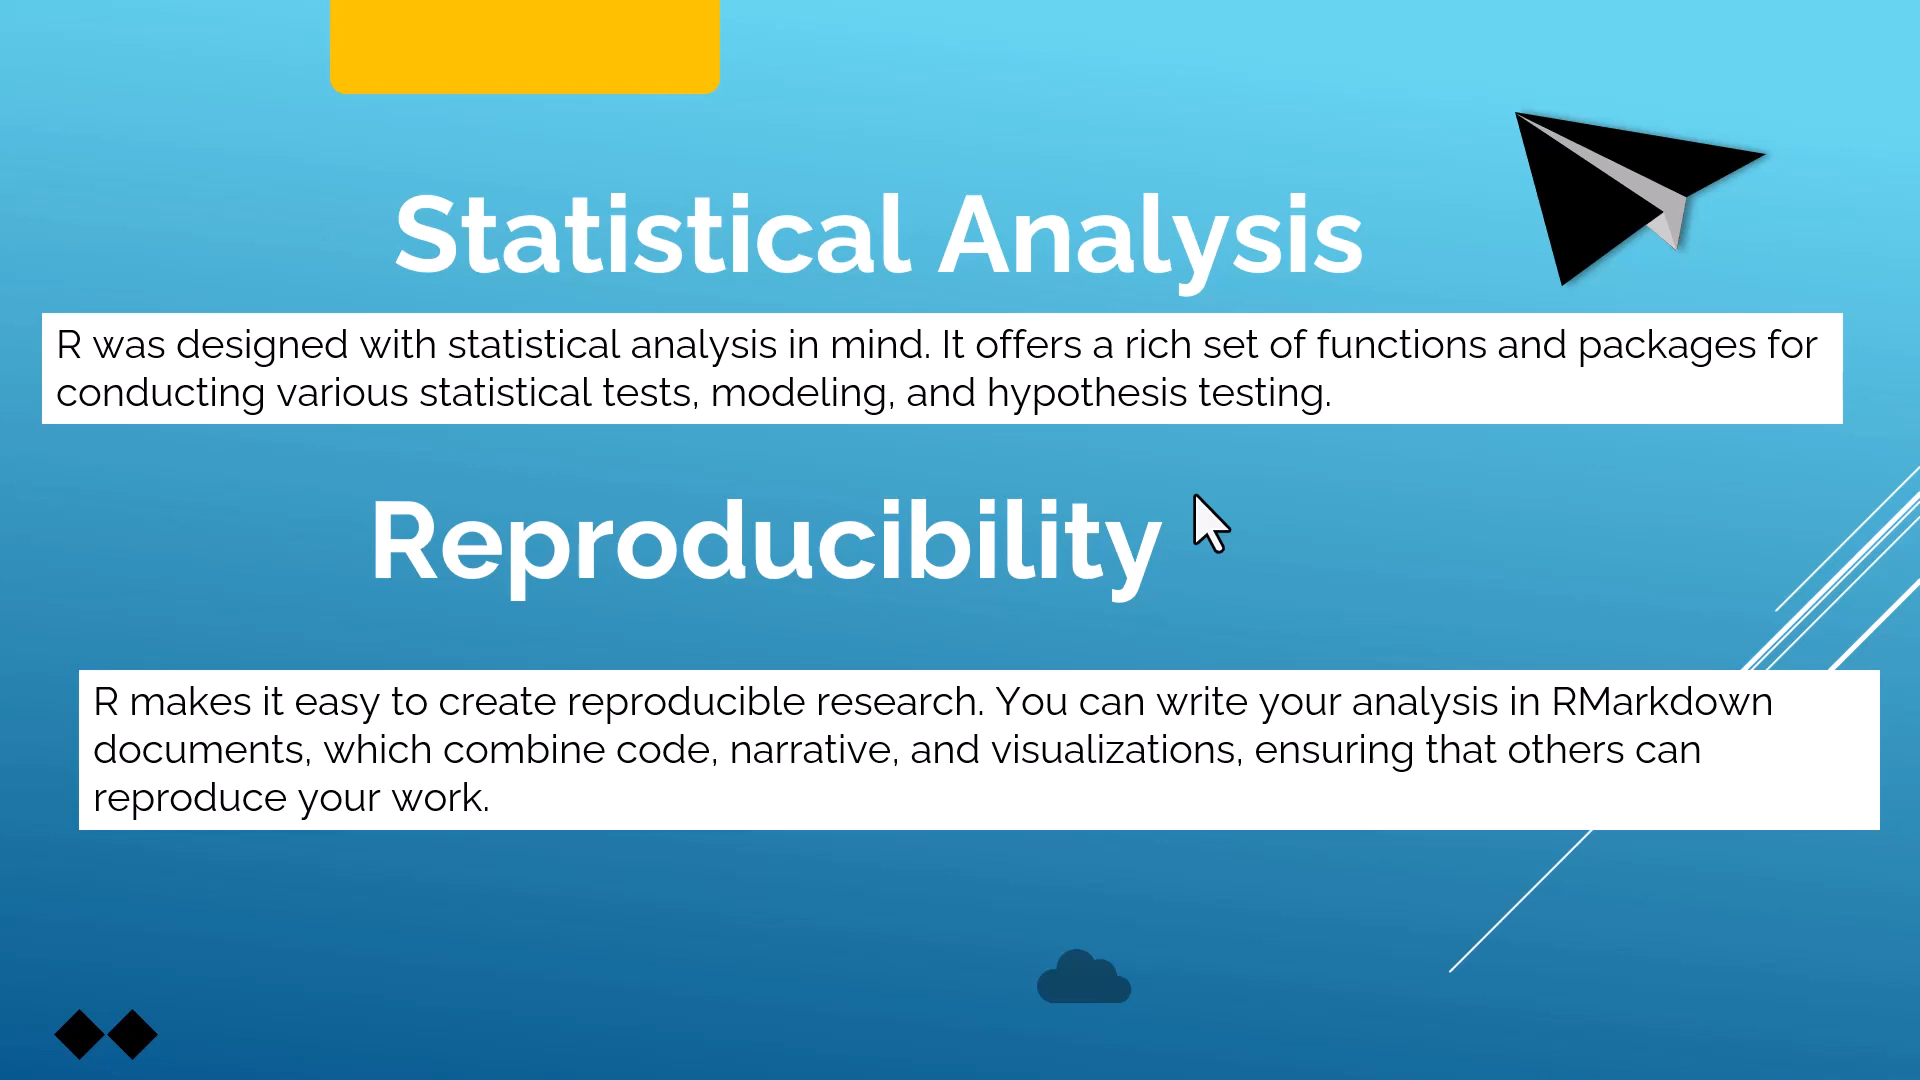 Statistical Analysis
R was designed with statistical analysis in mind. It offers a rich set of functions and packages for
conducting various statistical tests, modeling, and hypothesis testing.
Reproducibility
R makes it easy to create reproducible research. You can write your analysis in RMarkdown
documents, which combine code, narrative, and visualizations, ensuring that others can
reproduce your work.